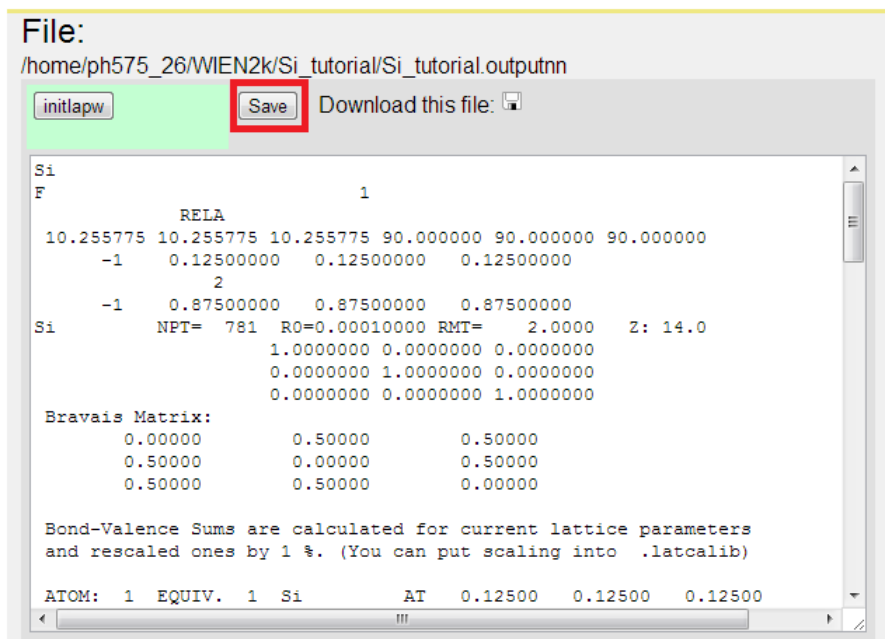 File:
/home/ph575_26/WIEN2k/Si_tutorial/Si_tutorial.outputnn
initlapw Save Download this file:
Si
F 1
RELA
10.255775 10.255775 10.255775 90.000000 90.000000 90.000000
-1 0.12500000 0.12500000 0.12500000
2
-1 0.87500000 0.87500000 0.87500000
Si NPT= 781 R0=0.00010000 RMT= 2.0000 Z: 14.0
1.0000000 0.0000000 0.0000000
0.0000000 1.0000000 0.0000000
0.0000000 0.0000000 1.0000000
Bravais Matrix:
0.00000 0.50000 0.50000
0.50000 0.00000 0.50000
0.50000 0.50000 0.00000
Bond-Valence Sums are calculated for current lattice parameters
and rescaled ones by 1 %. (You can put scaling into .latcalib)
ATOM: 1 EQUIV. 1 Si AT 0.12500 0.12500 0.12500